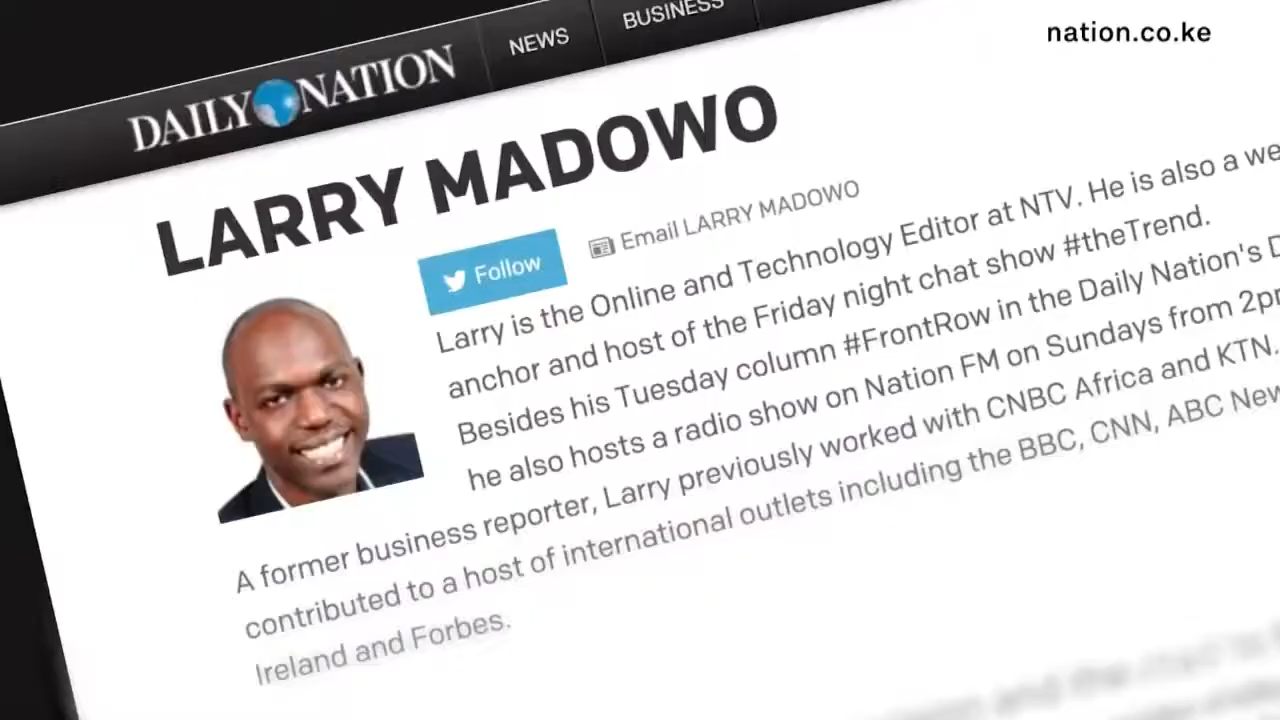 nation.co.ke
DAILY NATION
NEWS
BUSINESS
LARRY MADOWO
Follow
Email LARRY MADOWO
Larry is the Online and Technology Editor at NTV. He is also a
anchor and host of the Friday night chat show #theTrend.
Besides his Tuesday column #FrontRow in the Daily Nation's
he also hosts a radio show on Nation FM on Sundays from
A former business reporter, Larry previously worked with CNBC Africa and KTN.
contributed to a host of international outlets including the BBC, CNN, ABC
Ireland and Forbes.